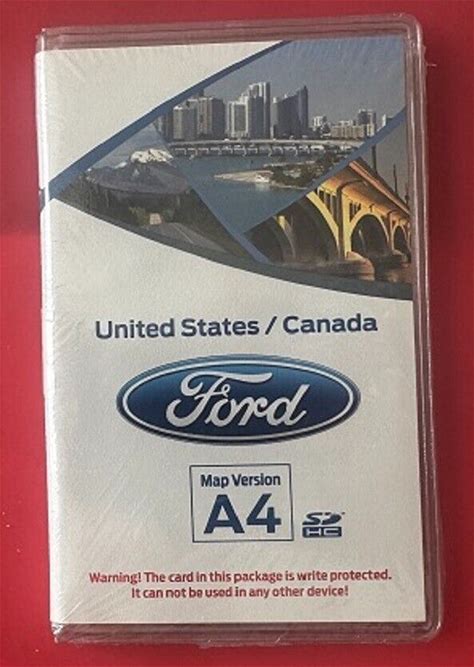 United States / Canada
Ford
Map Version
A4
SD
HC
Warning! The card in this package is write protected.
It can not be used in any other device!